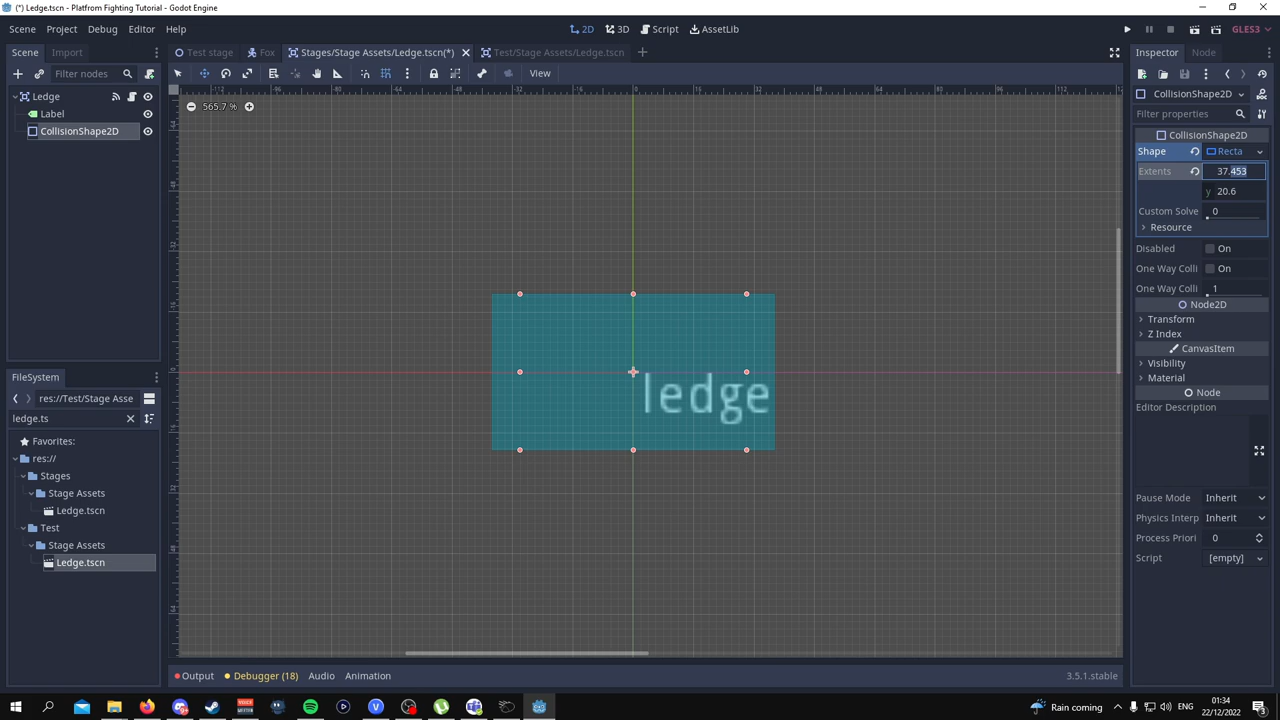 (*) Ledge.tscn - Platfrom Fighting Tutorial - Godot Engine
Scene Project Debug Editor Help
2D 3D Script AssetLib
GLES3
Scene Import
Test stage Fox Stages/Stage Assets/Ledge.tscn(*) Test/Stage Assets/Ledge.tscn
Inspector Node
Filter nodes
View
Ledge
Label
CollisionShape2D
565.7 %
ledge
CollisionShape2D
Filter properties
CollisionShape2D
Shape Recta
Extents 37.453
y 20.6
Custom Solve 0
Resource
Disabled On
One Way Colli On
One Way Colli 1
Node2D
Transform
Z Index
CanvasItem
Visibility
Material
Node
Editor Description
Pause Mode Inherit
Physics Interp Inherit
Process Priori 0
Script [empty]
FileSystem
res://Test/Stage Asse
ledge.ts
Favorites:
res://
Stages
Stage Assets
Ledge.tscn
Test
Stage Assets
Ledge.tscn
Output Debugger (18) Audio Animation
3.5.1.stable
Rain coming
01:34
22/12/2022